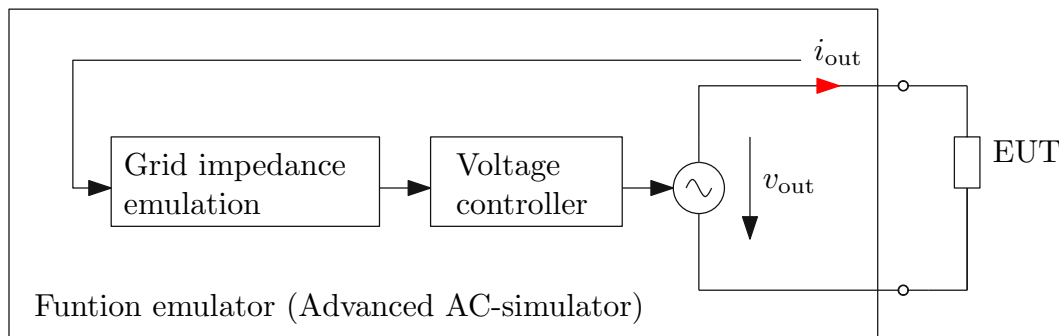 i_out
Grid impedance
emulation
Voltage
controller
v_out
EUT
Funtion emulator (Advanced AC-simulator)